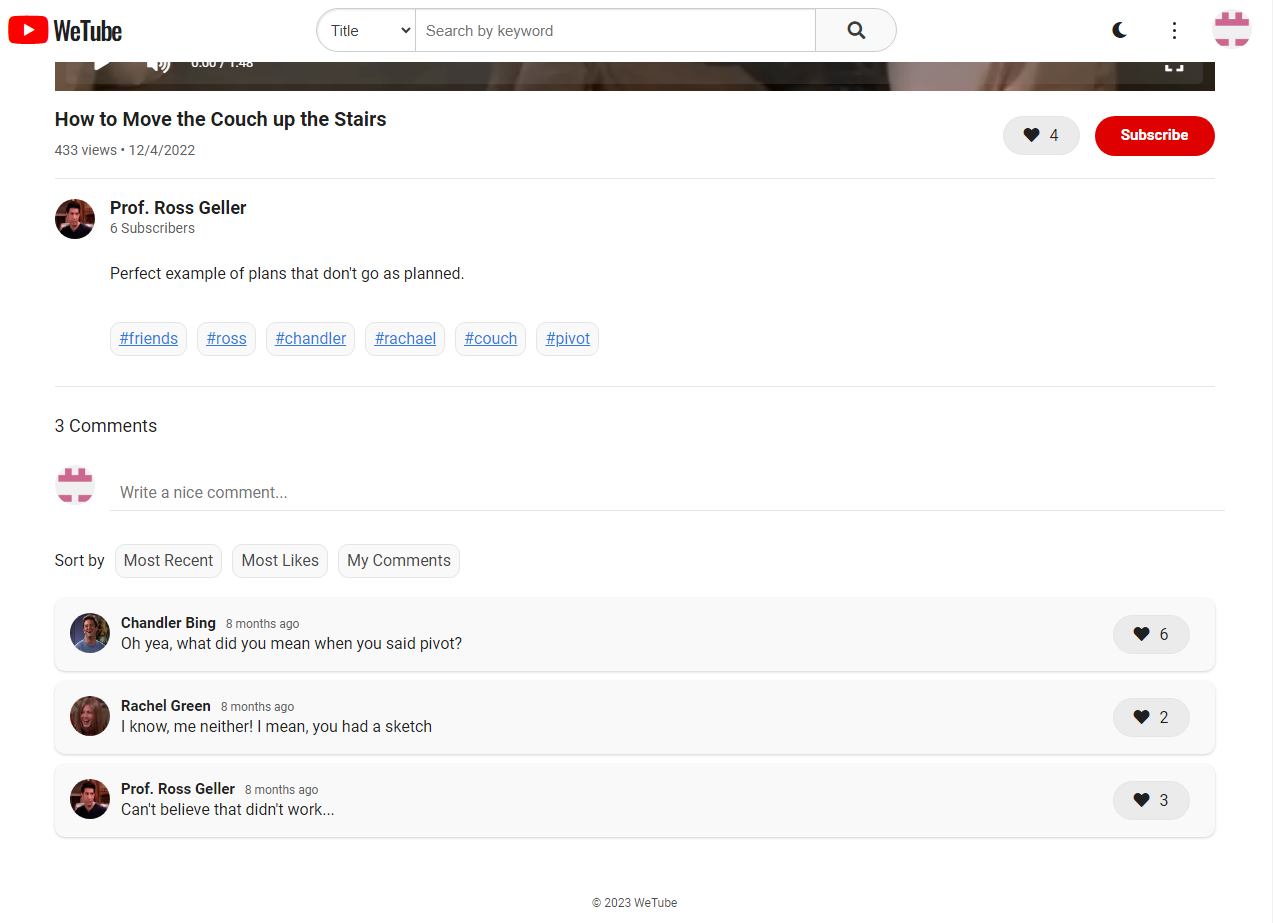 WeTube
Title
Search by keyword
0:00 / 1:48
How to Move the Couch up the Stairs
433 views • 12/4/2022
4
Subscribe
Prof. Ross Geller
6 Subscribers
Perfect example of plans that don't go as planned.
#friends #ross #chandler #rachael #couch #pivot
3 Comments
Write a nice comment...
Sort by Most Recent Most Likes My Comments
Chandler Bing 8 months ago
Oh yea, what did you mean when you said pivot?
6
Rachel Green 8 months ago
I know, me neither! I mean, you had a sketch
2
Prof. Ross Geller 8 months ago
Can't believe that didn't work...
3
© 2023 WeTube